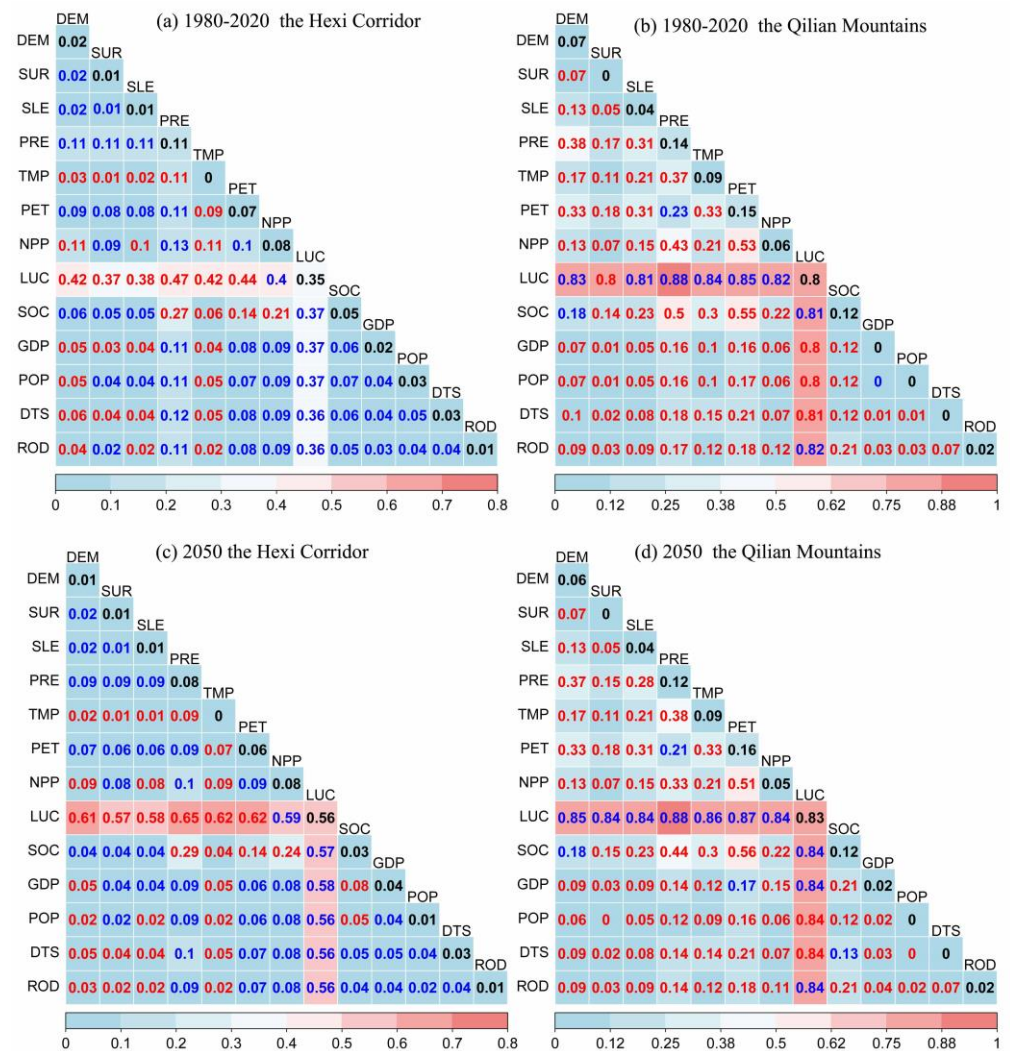 (a) 1980-2020 the Hexi Corridor
DEM
DEM 0.02 SUR
SUR 0.02 0.01 SLE
SLE 0.02 0.01 0.01 PRE
PRE 0.11 0.11 0.11 0.11 TMP
TMP 0.03 0.01 0.02 0.11 0 PET
PET 0.09 0.08 0.08 0.11 0.09 0.07 NPP
NPP 0.11 0.09 0.1 0.13 0.11 0.1 0.08 LUC
LUC 0.42 0.37 0.38 0.47 0.42 0.44 0.4 0.35 SOC
SOC 0.06 0.05 0.05 0.27 0.06 0.14 0.21 0.37 0.05 GDP
GDP 0.05 0.03 0.04 0.11 0.04 0.08 0.09 0.37 0.06 0.02 POP
POP 0.05 0.04 0.04 0.11 0.05 0.07 0.09 0.37 0.07 0.04 0.03 DTS
DTS 0.06 0.04 0.04 0.12 0.05 0.08 0.09 0.36 0.06 0.04 0.05 0.03 ROD
ROD 0.04 0.02 0.02 0.11 0.02 0.08 0.09 0.36 0.05 0.03 0.04 0.04 0.01
0 0.1 0.2 0.3 0.4 0.5 0.6 0.7 0.8
(b) 1980-2020 the Qilian Mountains
DEM
DEM 0.07 SUR
SUR 0.07 0 SLE
SLE 0.13 0.05 0.04 PRE
PRE 0.38 0.17 0.31 0.14 TMP
TMP 0.17 0.11 0.21 0.37 0.09 PET
PET 0.33 0.18 0.31 0.23 0.33 0.15 NPP
NPP 0.13 0.07 0.15 0.43 0.21 0.53 0.06 LUC
LUC 0.83 0.8 0.81 0.88 0.84 0.85 0.82 0.8 SOC
SOC 0.18 0.14 0.23 0.5 0.3 0.55 0.22 0.81 0.12 GDP
GDP 0.07 0.01 0.05 0.16 0.1 0.16 0.06 0.8 0.12 0 POP
POP 0.07 0.01 0.05 0.16 0.1 0.17 0.06 0.8 0.12 0 0 DTS
DTS 0.1 0.02 0.08 0.18 0.15 0.21 0.07 0.81 0.12 0.01 0.01 0 ROD
ROD 0.09 0.03 0.09 0.17 0.12 0.18 0.12 0.82 0.21 0.03 0.03 0.07 0.02
0 0.12 0.25 0.38 0.5 0.62 0.75 0.88 1
(c) 2050 the Hexi Corridor
DEM
DEM 0.01 SUR
SUR 0.02 0.01 SLE
SLE 0.02 0.01 0.01 PRE
PRE 0.09 0.09 0.09 0.08 TMP
TMP 0.02 0.01 0.01 0.09 0 PET
PET 0.07 0.06 0.06 0.09 0.07 0.06 NPP
NPP 0.09 0.08 0.08 0.1 0.09 0.09 0.08 LUC
LUC 0.61 0.57 0.58 0.65 0.62 0.62 0.59 0.56 SOC
SOC 0.04 0.04 0.04 0.29 0.04 0.14 0.24 0.57 0.03 GDP
GDP 0.05 0.04 0.04 0.09 0.05 0.06 0.08 0.58 0.08 0.04 POP
POP 0.02 0.02 0.02 0.09 0.02 0.06 0.08 0.56 0.05 0.04 0.01 DTS
DTS 0.05 0.04 0.04 0.1 0.05 0.07 0.08 0.56 0.05 0.05 0.04 0.03 ROD
ROD 0.03 0.02 0.02 0.09 0.02 0.07 0.08 0.56 0.04 0.04 0.02 0.04 0.01
0 0.1 0.2 0.3 0.4 0.5 0.6 0.7 0.8
(d) 2050 the Qilian Mountains
DEM
DEM 0.06 SUR
SUR 0.07 0 SLE
SLE 0.13 0.05 0.04 PRE
PRE 0.37 0.15 0.28 0.12 TMP
TMP 0.17 0.11 0.21 0.38 0.09 PET
PET 0.33 0.18 0.31 0.21 0.33 0.16 NPP
NPP 0.13 0.07 0.15 0.33 0.21 0.51 0.05 LUC
LUC 0.85 0.84 0.84 0.88 0.86 0.87 0.84 0.83 SOC
SOC 0.18 0.15 0.23 0.44 0.3 0.56 0.22 0.84 0.12 GDP
GDP 0.09 0.03 0.09 0.14 0.12 0.17 0.15 0.84 0.21 0.02 POP
POP 0.06 0 0.05 0.12 0.09 0.16 0.06 0.84 0.12 0.02 0 DTS
DTS 0.09 0.02 0.08 0.14 0.14 0.21 0.07 0.84 0.13 0.03 0 0 ROD
ROD 0.09 0.03 0.09 0.14 0.12 0.18 0.11 0.84 0.21 0.04 0.02 0.07 0.02
0 0.12 0.25 0.38 0.5 0.62 0.75 0.88 1